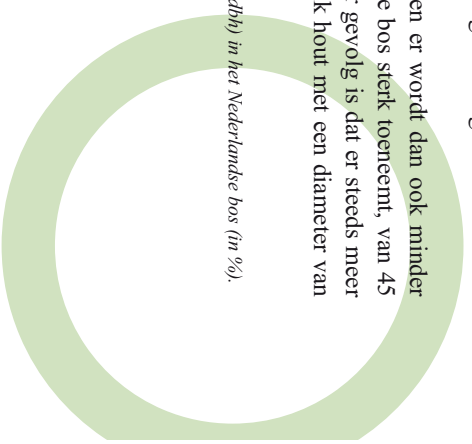 en er wordt dan ook minder
e bos sterk toeneemt, van 45
gevolg is dat er steeds meer
k hout met een diameter van
dbh) in het Nederlandse bos (in %).